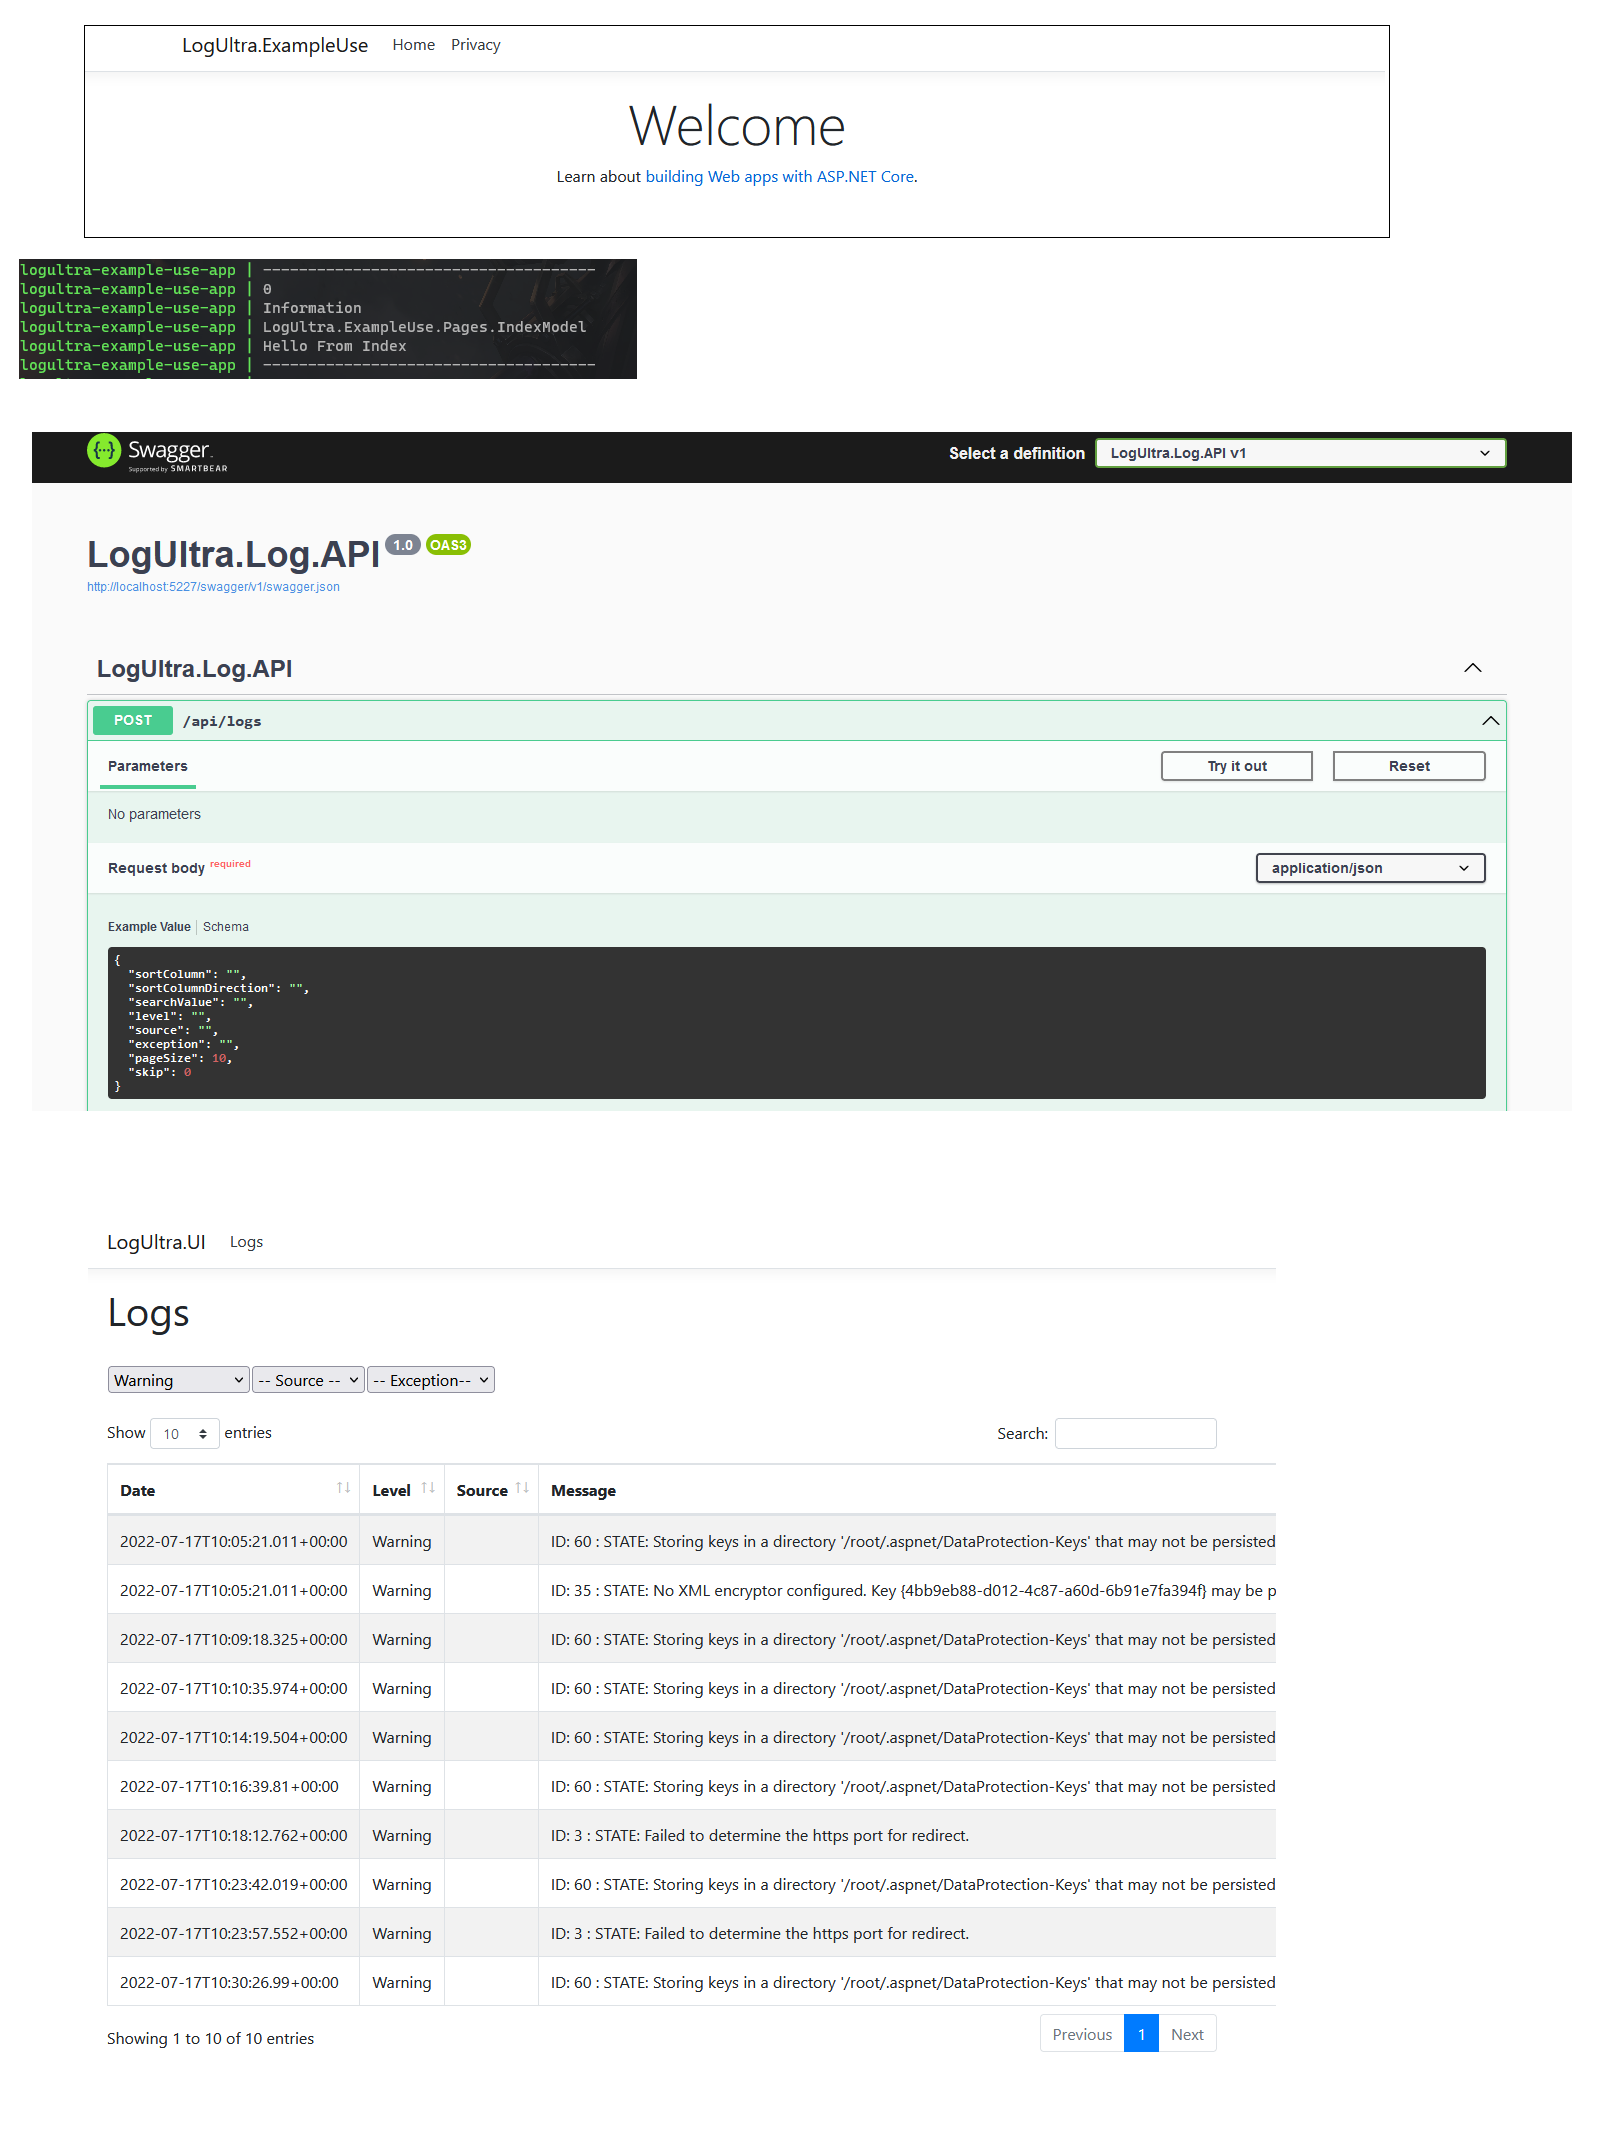 LogUltra.ExampleUse Home Privacy
Welcome
Learn about building Web apps with ASP.NET Core.
logultra-example-use-app | -------------------------------------
logultra-example-use-app | 0
logultra-example-use-app | Information
logultra-example-use-app | LogUltra.ExampleUse.Pages.IndexModel
logultra-example-use-app | Hello From Index
logultra-example-use-app | -------------------------------------
Swagger Select a definition LogUltra.Log.API v1
Supported by SMARTBEAR
LogUltra.Log.API 1.0 OAS3
http://localhost:5227/swagger/v1/swagger.json
LogUltra.Log.API
POST /api/logs
Parameters Try it out Reset
No parameters
Request body required application/json
Example Value | Schema
{
"sortColumn": "",
"sortColumnDirection": "",
"searchValue": "",
"level": "",
"source": "",
"exception": "",
"pageSize": 10,
"skip": 0
}
LogUltra.UI Logs
Logs
Warning -- Source -- -- Exception--
Show 10 entries Search:
Date Level Source Message
2022-07-17T10:05:21.011+00:00 Warning ID: 60 : STATE: Storing keys in a directory '/root/.aspnet/DataProtection-Keys' that may not be persisted
2022-07-17T10:05:21.011+00:00 Warning ID: 35 : STATE: No XML encryptor configured. Key {4bb9eb88-d012-4c87-a60d-6b91e7fa394f} may be p
2022-07-17T10:09:18.325+00:00 Warning ID: 60 : STATE: Storing keys in a directory '/root/.aspnet/DataProtection-Keys' that may not be persisted
2022-07-17T10:10:35.974+00:00 Warning ID: 60 : STATE: Storing keys in a directory '/root/.aspnet/DataProtection-Keys' that may not be persisted
2022-07-17T10:14:19.504+00:00 Warning ID: 60 : STATE: Storing keys in a directory '/root/.aspnet/DataProtection-Keys' that may not be persisted
2022-07-17T10:16:39.81+00:00 Warning ID: 60 : STATE: Storing keys in a directory '/root/.aspnet/DataProtection-Keys' that may not be persisted
2022-07-17T10:18:12.762+00:00 Warning ID: 3 : STATE: Failed to determine the https port for redirect.
2022-07-17T10:23:42.019+00:00 Warning ID: 60 : STATE: Storing keys in a directory '/root/.aspnet/DataProtection-Keys' that may not be persisted
2022-07-17T10:23:57.552+00:00 Warning ID: 3 : STATE: Failed to determine the https port for redirect.
2022-07-17T10:30:26.99+00:00 Warning ID: 60 : STATE: Storing keys in a directory '/root/.aspnet/DataProtection-Keys' that may not be persisted
Showing 1 to 10 of 10 entries Previous 1 Next